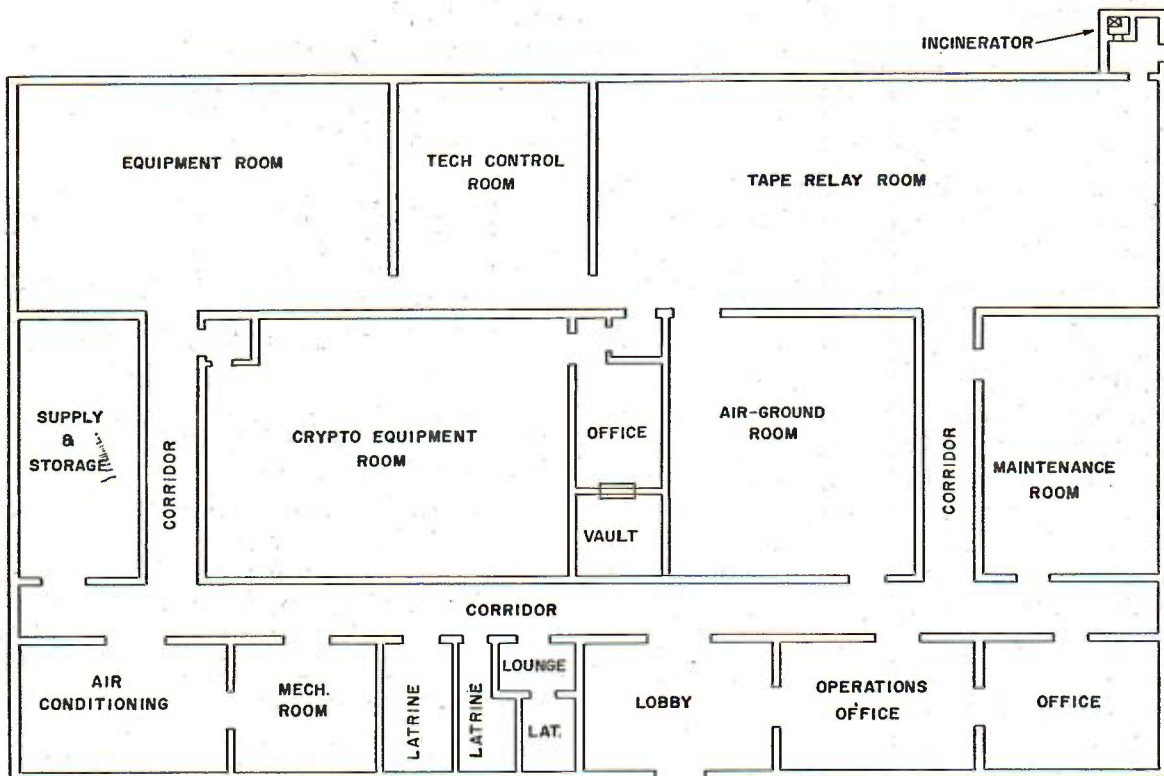 INCINERATOR
EQUIPMENT ROOM
TECH CONTROL
ROOM
TAPE RELAY ROOM
SUPPLY
&
STORAGE
CORRIDOR
CRYPTO EQUIPMENT
ROOM
OFFICE
VAULT
AIR-GROUND
ROOM
CORRIDOR
MAINTENANCE
ROOM
CORRIDOR
AIR
CONDITIONING
MECH.
ROOM
LATRINE
LATRINE
LOUNGE
LAT.
LOBBY
OPERATIONS
OFFICE
OFFICE